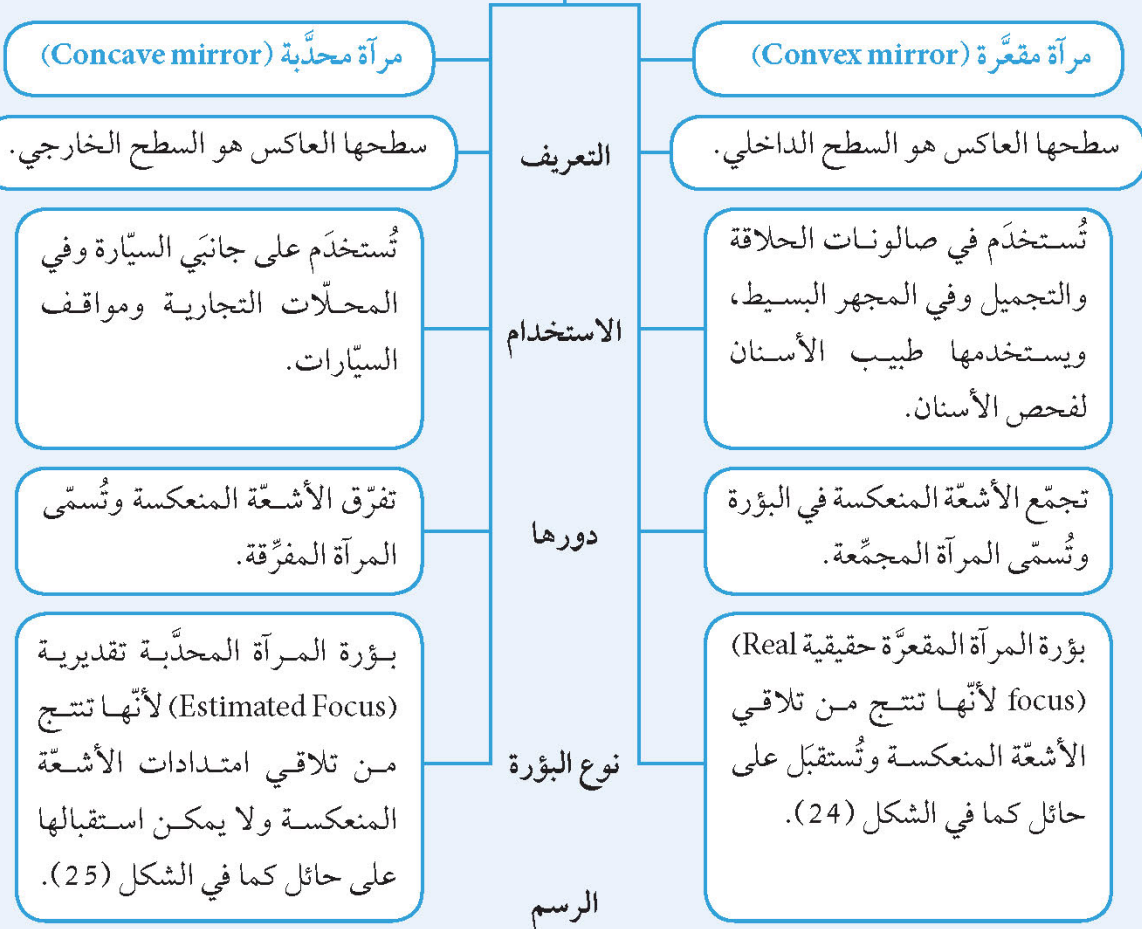 مرآة مقعَّرة (Convex mirror)
مرآة محدَّبة (Concave mirror)
التعريف
سطحها العاكس هو السطح الداخلي.
سطحها العاكس هو السطح الخارجي.
الاستخدام
تُستخدَم في صالونات الحلاقة
والتجميل وفي المجهر البسيط،
ويستخدمها طبيب الأسنان
لفحص الأسنان.
تُستخدَم على جانبَي السيّارة وفي
المحلّات التجارية ومواقف
السيّارات.
دورها
تجمّع الأشعّة المنعكسة في البؤرة
وتُسمّى المرآة المجمِّعة.
تفرّق الأشعّة المنعكسة وتُسمّى
المرآة المفرِّقة.
نوع البؤرة
بؤرة المرآة المقعرَّة حقيقية (Real
focus) لأنّها تنتج من تلاقي
الأشعّة المنعكسة وتُستقبَل على
حائل كما في الشكل (24).
بؤرة المرآة المحدَّبة تقديرية
(Estimated Focus) لأنّها تنتج
من تلاقي امتدادات الأشعّة
المنعكسة ولا يمكن استقبالها
على حائل كما في الشكل (25).
الرسم